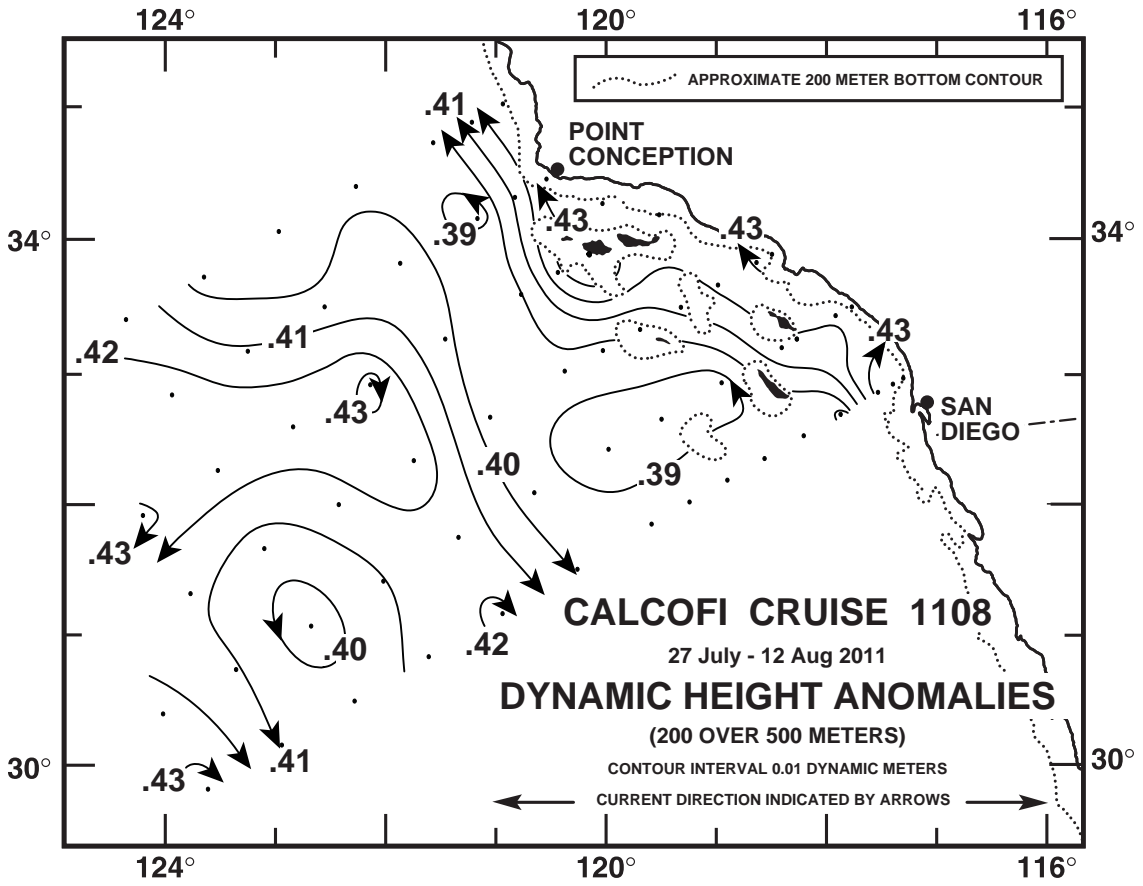 124° 120° 116°
APPROXIMATE 200 METER BOTTOM CONTOUR
.41
POINT
CONCEPTION
.43
.39
.43
34° 34°
.41
.42
.43
.43
SAN
DIEGO
.40
.39
.43
CALCOFI CRUISE 1108
.42
.40
27 July - 12 Aug 2011
DYNAMIC HEIGHT ANOMALIES
(200 OVER 500 METERS)
.41
30° 30°
.43
CONTOUR INTERVAL 0.01 DYNAMIC METERS
CURRENT DIRECTION INDICATED BY ARROWS
124° 120° 116°